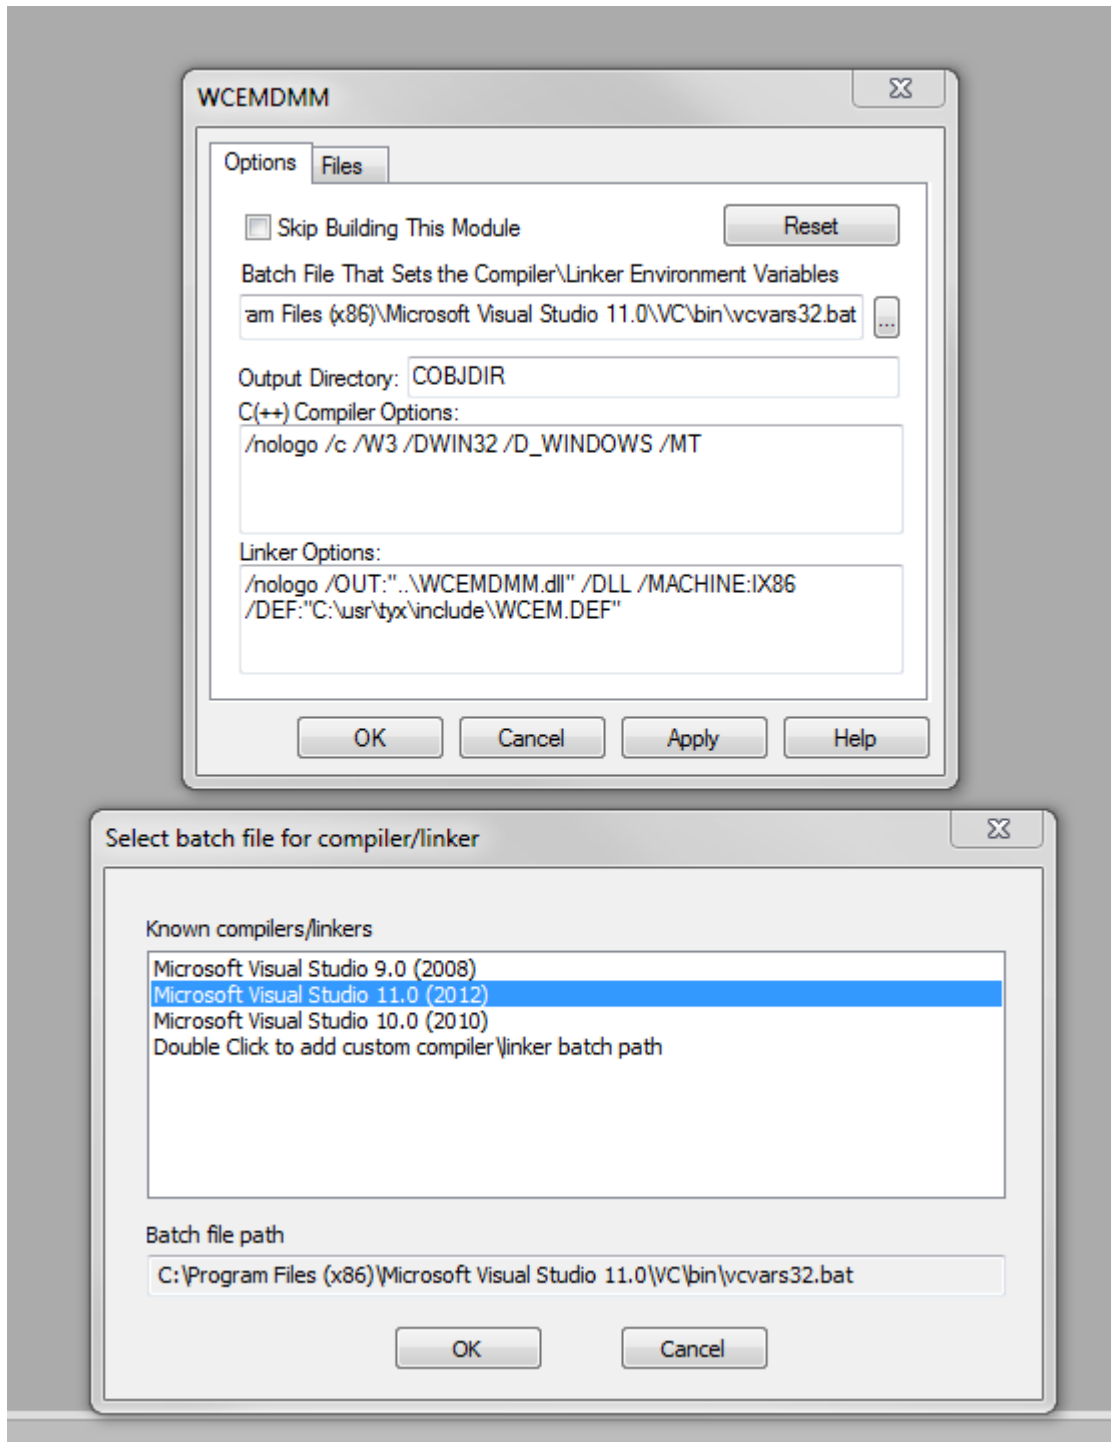 WCEMDMM
Options Files
Skip Building This Module Reset
Batch File That Sets the Compiler\Linker Environment Variables
am Files (x86)\Microsoft Visual Studio 11.0\VC\bin\vcvars32.bat ...
Output Directory: COBJDIR
C(++) Compiler Options:
/nologo /c /W3 /DWIN32 /D_WINDOWS /MT
Linker Options:
/nologo /OUT:"..\WCEMDMM.dll" /DLL /MACHINE:IX86
/DEF:"C:\usr\tyx\include\WCEM.DEF"
OK Cancel Apply Help
Select batch file for compiler/linker
Known compilers/linkers
Microsoft Visual Studio 9.0 (2008)
Microsoft Visual Studio 11.0 (2012)
Microsoft Visual Studio 10.0 (2010)
Double Click to add custom compiler\linker batch path
Batch file path
C:\Program Files (x86)\Microsoft Visual Studio 11.0\VC\bin\vcvars32.bat
OK Cancel